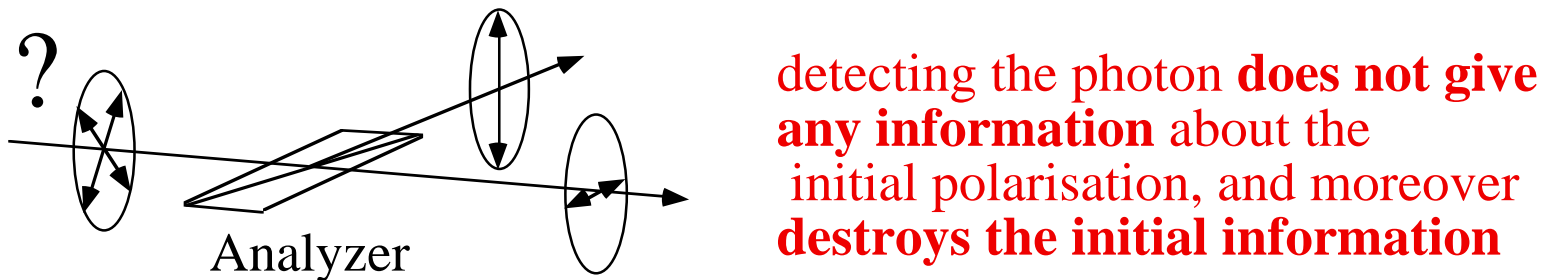 ?
Analyzer
detecting the photon does not give
any information about the
initial polarisation, and moreover
destroys the initial information